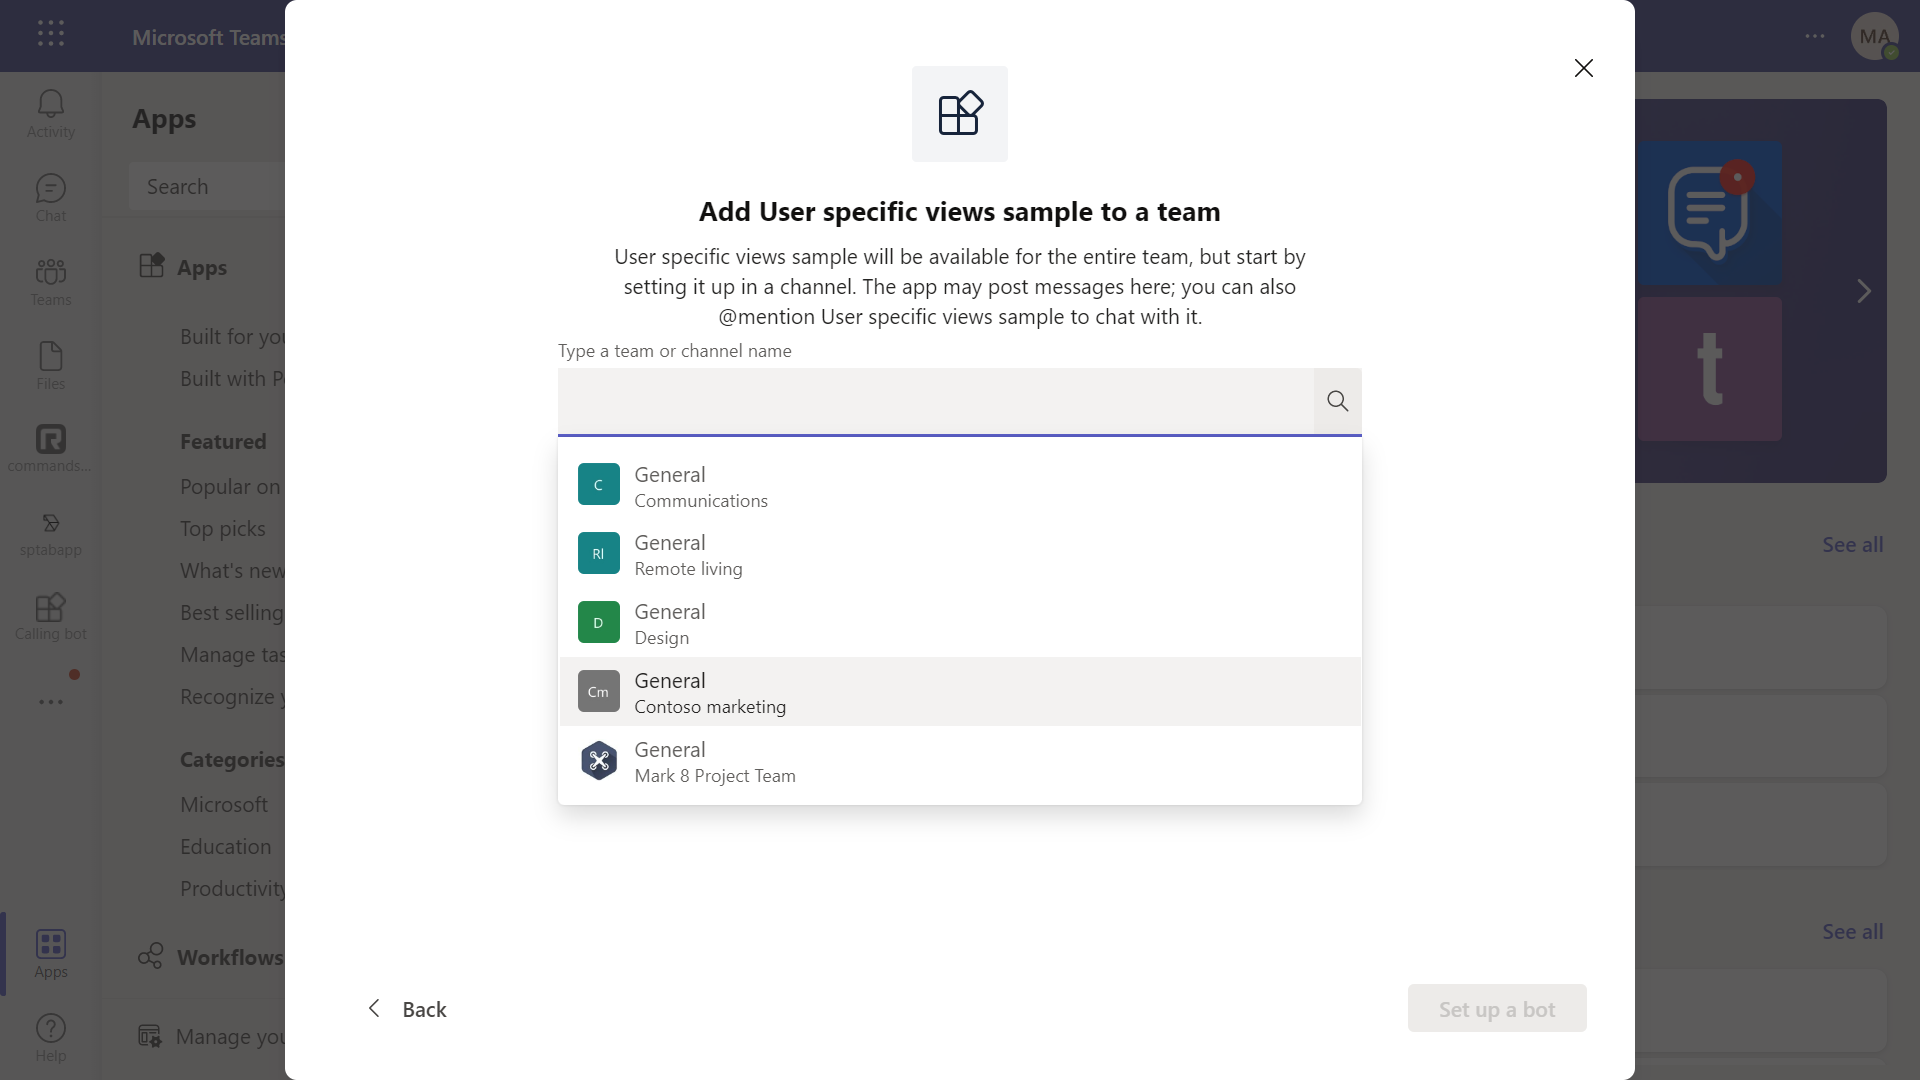 Microsoft Teams
MA
Activity
Chat
Teams
Files
commands...
sptabapp
Calling bot
Apps
Help
Apps
Search
Apps
Built for you
Built with
Featured
Popular on
Top picks
What's new
Best selling
Manage
Recognize
Categories
Microsoft
Education
Productivity
Workflows
Manage
Add User specific views sample to a team
User specific views sample will be available for the entire team, but start by
setting it up in a channel. The app may post messages here; you can also
@mention User specific views sample to chat with it.
Type a team or channel name
C
General
Communications
Rl
General
Remote living
D
General
Design
Cm
General
Contoso marketing
General
Mark 8 Project Team
Back
Set up a bot
t
See all
See all